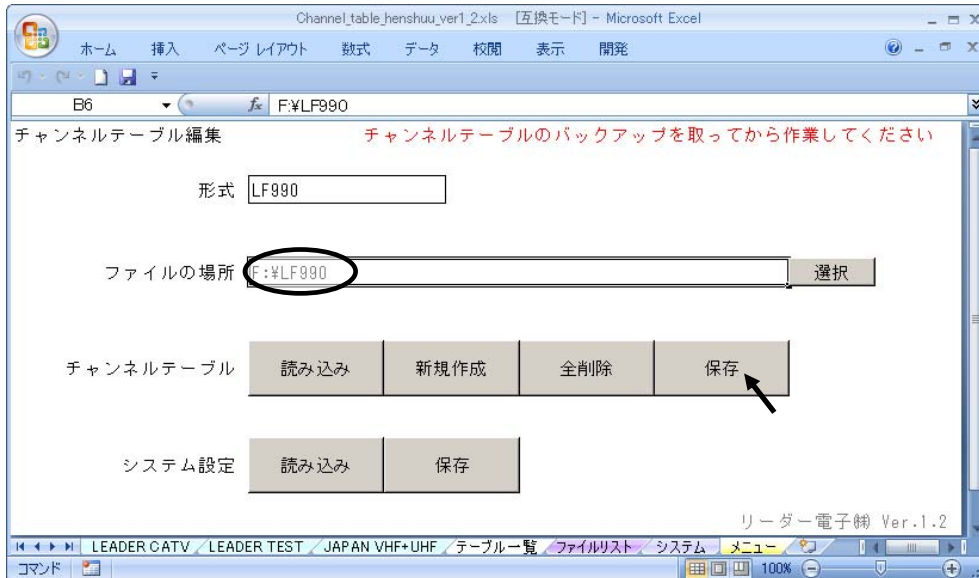 Channel_table_henshuu_ver1_2.xls [互換モード] - Microsoft Excel
ホーム 挿入 ページ レイアウト 数式 データ 校閲 表示 開発
B6 fx F:¥LF990
チャンネルテーブル編集 チャンネルテーブルのバックアップを取ってから作業してください
形式 LF990
ファイルの場所 F:¥LF990 選択
チャンネルテーブル 読み込み 新規作成 全削除 保存
システム設定 読み込み 保存
リーダー電子㈱ Ver.1.2
LEADER CATV LEADER TEST JAPAN VHF+UHF テーブル一覧 ファイルリスト システム メニュー
コマンド 100%